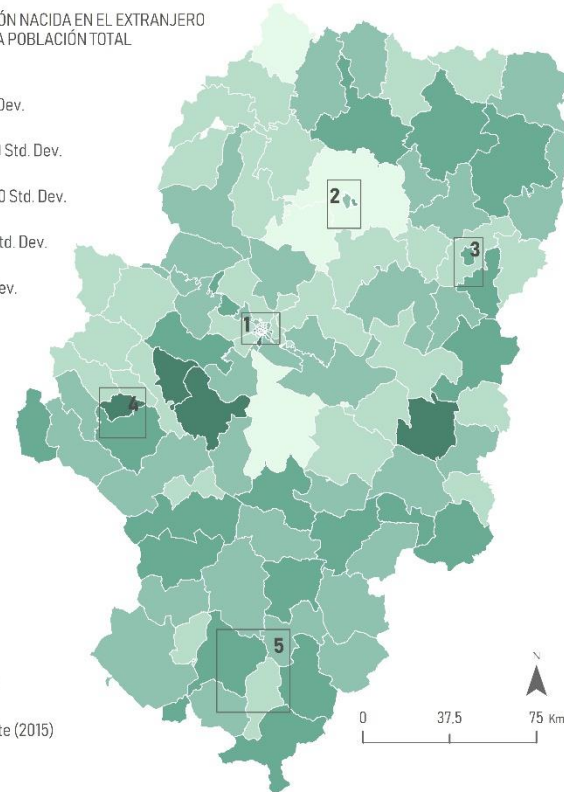 ÓN NACIDA EN EL EXTRANJERO
A POBLACIÓN TOTAL
Dev.
Std. Dev.
0 Std. Dev.
td. Dev.
ev.
2
3
1
4
5
N
0 37.5 75 Km
te (2015)